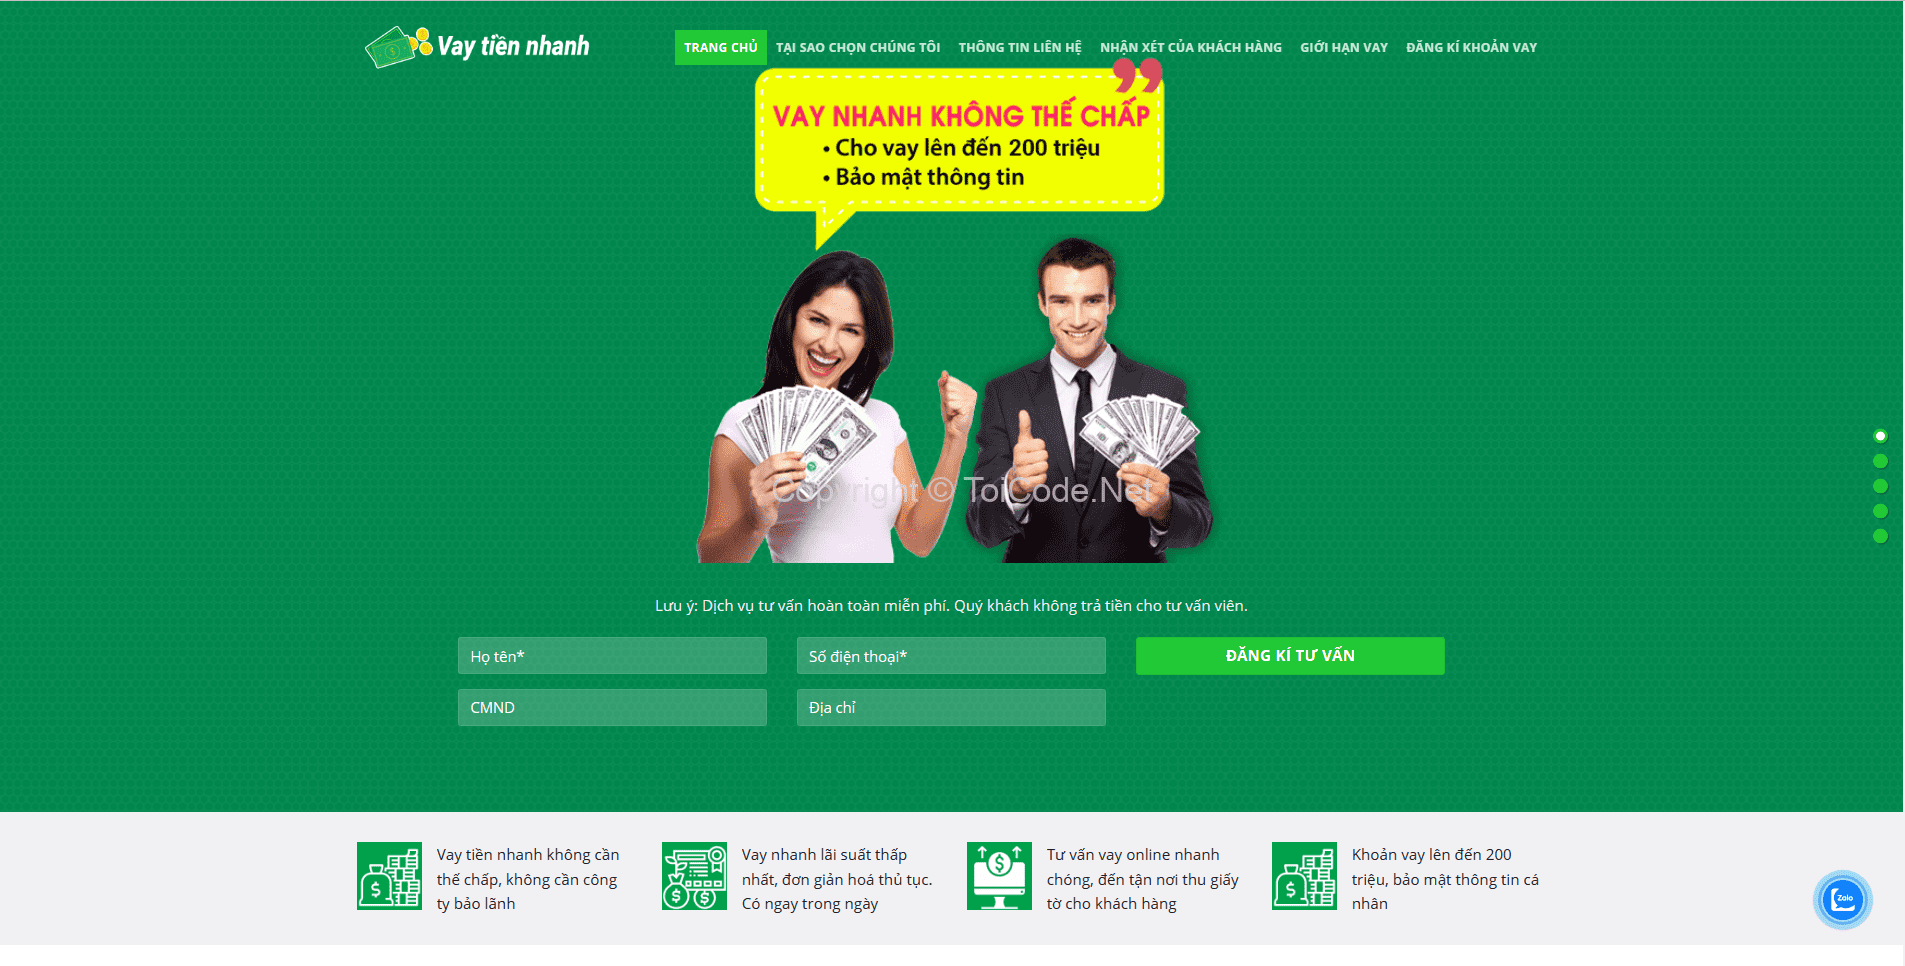 Vay tiền nhanh
TRANG CHỦ
TẠI SAO CHỌN CHÚNG TÔI
THÔNG TIN LIÊN HỆ
NHẬN XÉT CỦA KHÁCH HÀNG
GIỚI HẠN VAY
ĐĂNG KÍ KHOẢN VAY
VAY NHANH KHÔNG THẾ CHẤP
• Cho vay lên đến 200 triệu
• Bảo mật thông tin
Copyright © ToiCode.Net
Lưu ý: Dịch vụ tư vấn hoàn toàn miễn phí. Quý khách không trả tiền cho tư vấn viên.
Họ tên*
Số điện thoại*
ĐĂNG KÍ TƯ VẤN
CMND
Địa chỉ
Vay tiền nhanh không cần
thế chấp, không cần công
ty bảo lãnh
Vay nhanh lãi suất thấp
nhất, đơn giản hoá thủ tục.
Có ngay trong ngày
Tư vấn vay online nhanh
chóng, đến tận nơi thu giấy
tờ cho khách hàng
Khoản vay lên đến 200
triệu, bảo mật thông tin cá
nhân
Zalo